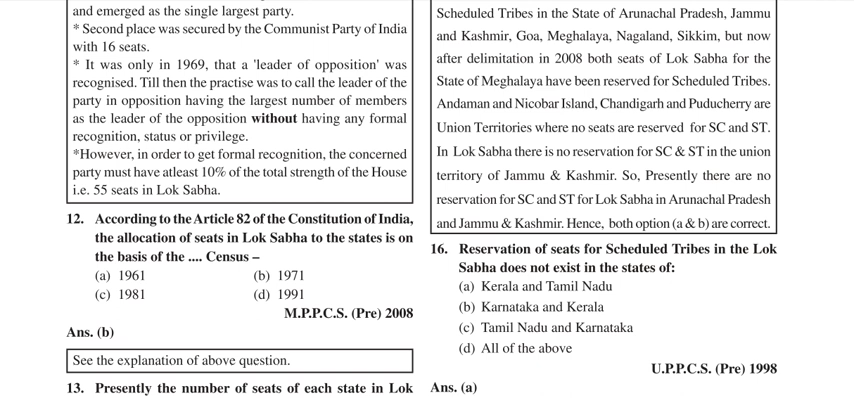 and emerged as the single largest party.
* Second place was secured by the Communist Party of India
with 16 seats.
* It was only in 1969, that a 'leader of opposition' was
recognised. Till then the practise was to call the leader of the
party in opposition having the largest number of members
as the leader of the opposition without having any formal
recognition, status or privilege.
*However, in order to get formal recognition, the concerned
party must have atleast 10% of the total strength of the House
i.e. 55 seats in Lok Sabha.
12. According to the Article 82 of the Constitution of India,
the allocation of seats in Lok Sabha to the states is on
the basis of the .... Census –
(a) 1961 (b) 1971
(c) 1981 (d) 1991
M.P.P.C.S. (Pre) 2008
Ans. (b)
See the explanation of above question.
13. Presently the number of seats of each state in Lok
Scheduled Tribes in the State of Arunachal Pradesh, Jammu
and Kashmir, Goa, Meghalaya, Nagaland, Sikkim, but now
after delimitation in 2008 both seats of Lok Sabha for the
State of Meghalaya have been reserved for Scheduled Tribes.
Andaman and Nicobar Island, Chandigarh and Puducherry are
Union Territories where no seats are reserved for SC and ST.
In Lok Sabha there is no reservation for SC & ST in the union
territory of Jammu & Kashmir. So, Presently there are no
reservation for SC and ST for Lok Sabha in Arunachal Pradesh
and Jammu & Kashmir. Hence, both option (a & b) are correct.
16. Reservation of seats for Scheduled Tribes in the Lok
Sabha does not exist in the states of:
(a) Kerala and Tamil Nadu
(b) Karnataka and Kerala
(c) Tamil Nadu and Karnataka
(d) All of the above
U.P.P.C.S. (Pre) 1998
Ans. (a)